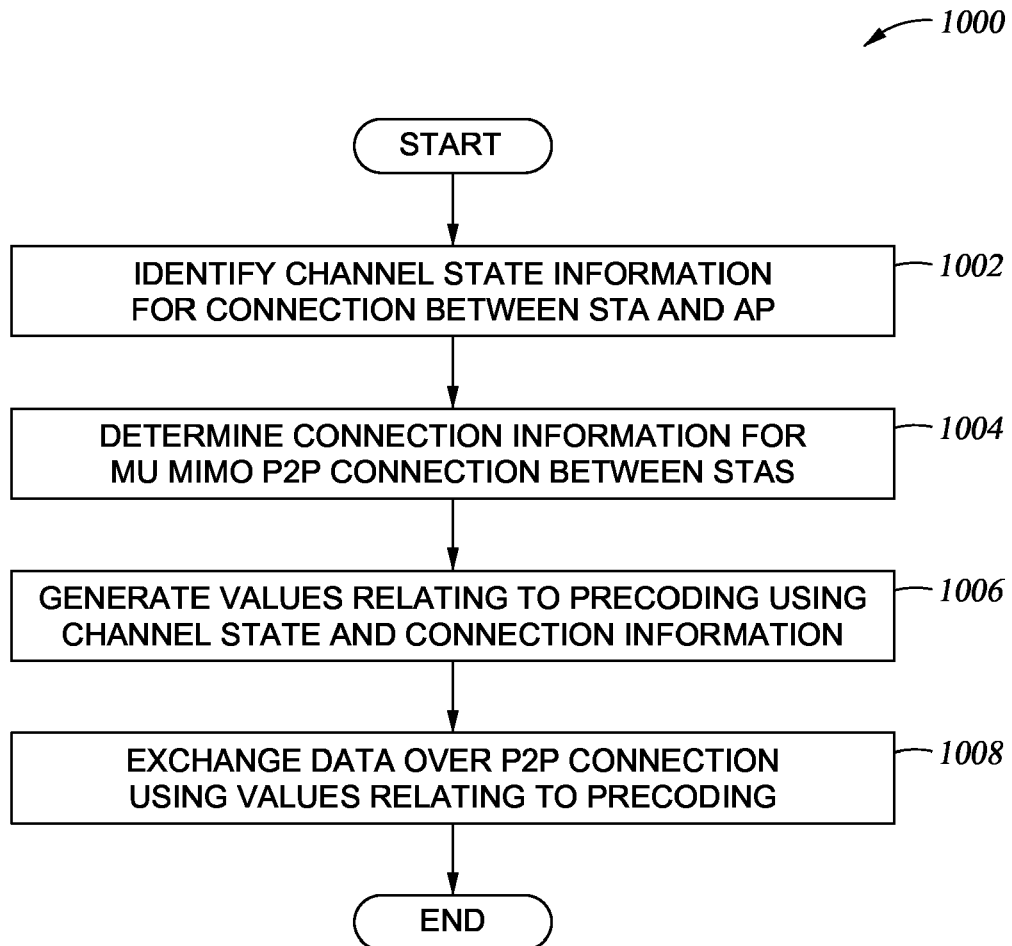 1000
START
IDENTIFY CHANNEL STATE INFORMATION
FOR CONNECTION BETWEEN STA AND AP
1002
DETERMINE CONNECTION INFORMATION FOR
MU MIMO P2P CONNECTION BETWEEN STAS
1004
GENERATE VALUES RELATING TO PRECODING USING
CHANNEL STATE AND CONNECTION INFORMATION
1006
EXCHANGE DATA OVER P2P CONNECTION
USING VALUES RELATING TO PRECODING
1008
END